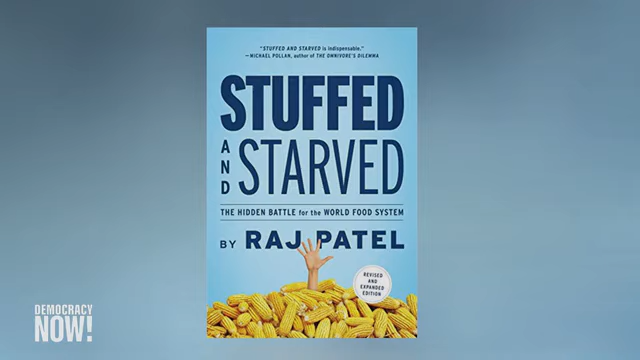 "STUFFED AND STARVED is indispensable."
—MICHAEL POLLAN, author of THE OMNIVORE'S DILEMMA
STUFFED
AND
STARVED
THE HIDDEN BATTLE for the WORLD FOOD SYSTEM
BY RAJ PATEL
REVISED AND
EXPANDED
EDITION
DEMOCRACY
NOW!